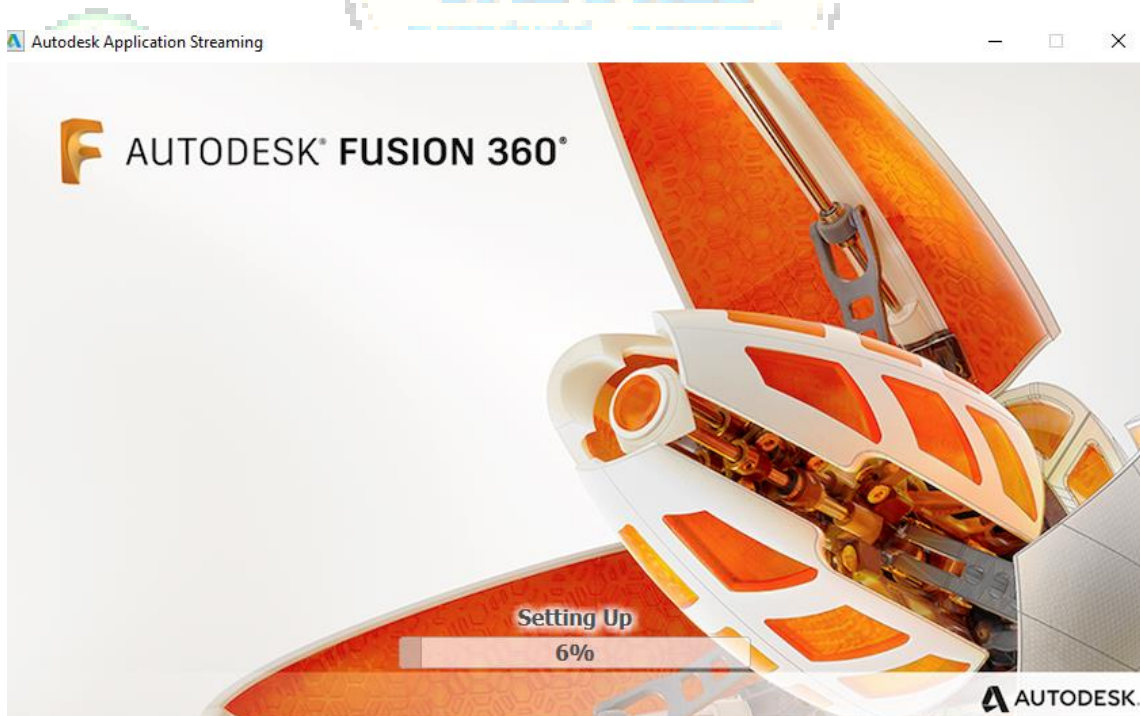 Autodesk Application Streaming
AUTODESK® FUSION 360®
Setting Up
6%
AUTODESK.